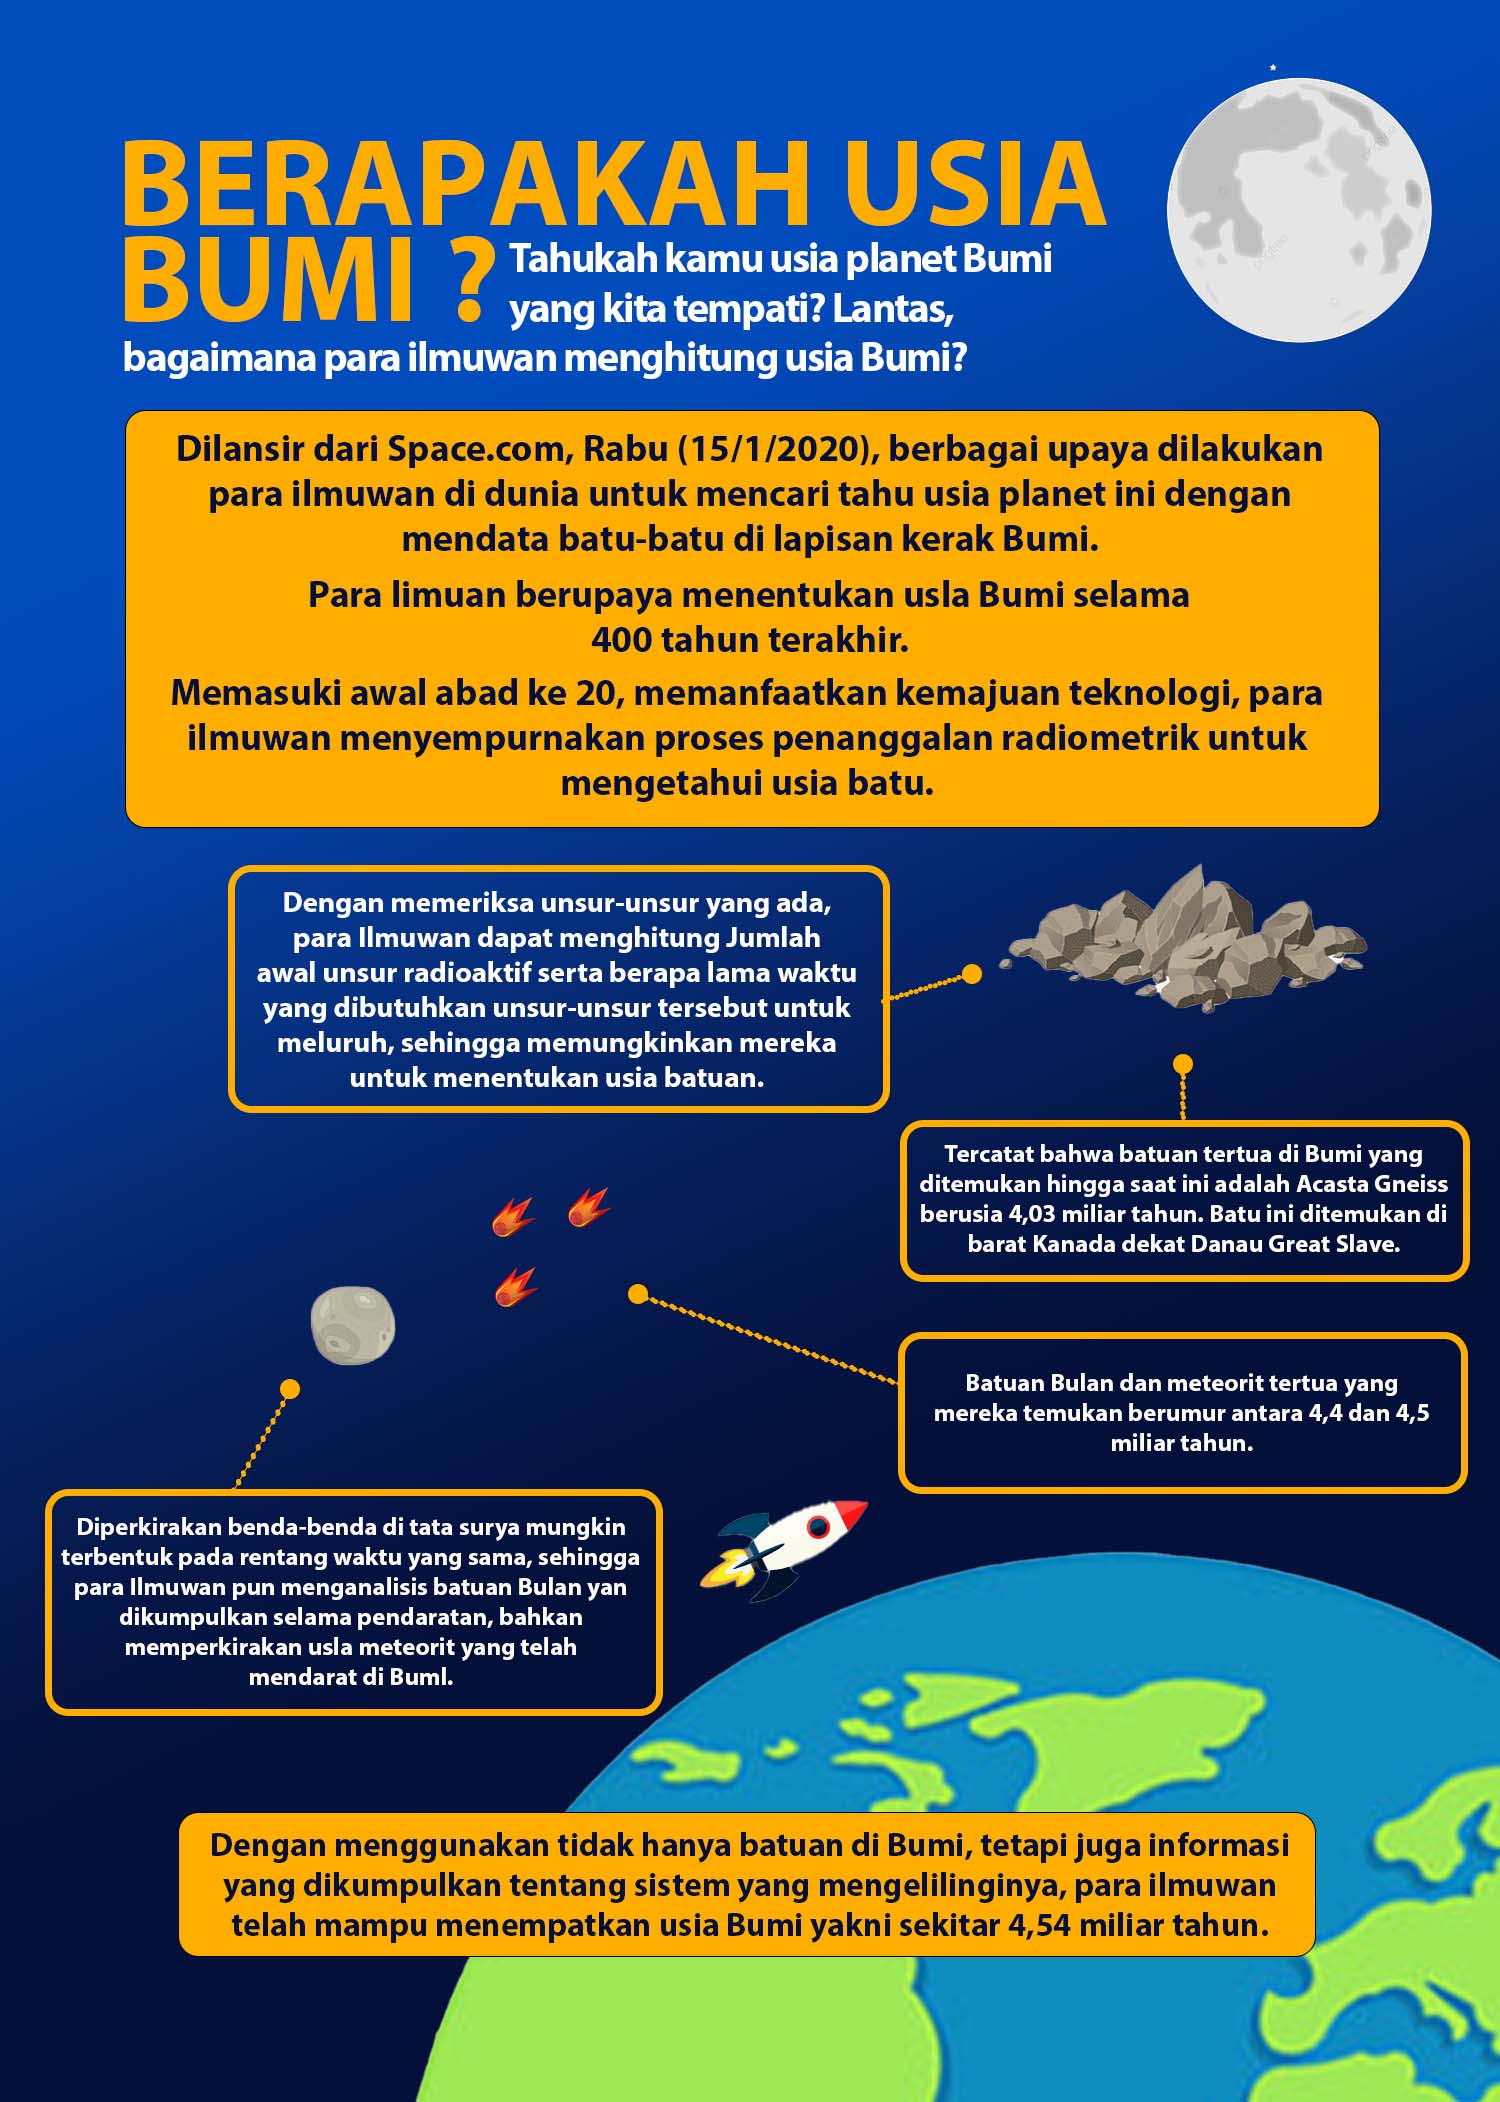 BERAPAKAH USIA
BUMI ?
Tahukah kamu usia planet Bumi
yang kita tempati? Lantas,
bagaimana para ilmuwan menghitung usia Bumi?
Dilansir dari Space.com, Rabu (15/1/2020), berbagai upaya dilakukan
para ilmuwan di dunia untuk mencari tahu usia planet ini dengan
mendata batu-batu di lapisan kerak Bumi.
Para limuan berupaya menentukan usla Bumi selama
400 tahun terakhir.
Memasuki awal abad ke 20, memanfaatkan kemajuan teknologi, para
ilmuwan menyempurnakan proses penanggalan radiometrik untuk
mengetahui usia batu.
Dengan memeriksa unsur-unsur yang ada,
para Ilmuwan dapat menghitung Jumlah
awal unsur radioaktif serta berapa lama waktu
yang dibutuhkan unsur-unsur tersebut untuk
meluruh, sehingga memungkinkan mereka
untuk menentukan usia batuan.
Tercatat bahwa batuan tertua di Bumi yang
ditemukan hingga saat ini adalah Acasta Gneiss
berusia 4,03 miliar tahun. Batu ini ditemukan di
barat Kanada dekat Danau Great Slave.
Batuan Bulan dan meteorit tertua yang
mereka temukan berumur antara 4,4 dan 4,5
miliar tahun.
Diperkirakan benda-benda di tata surya mungkin
terbentuk pada rentang waktu yang sama, sehingga
para Ilmuwan pun menganalisis batuan Bulan yan
dikumpulkan selama pendaratan, bahkan
memperkirakan usla meteorit yang telah
mendarat di Buml.
Dengan menggunakan tidak hanya batuan di Bumi, tetapi juga informasi
yang dikumpulkan tentang sistem yang mengelilinginya, para ilmuwan
telah mampu menempatkan usia Bumi yakni sekitar 4,54 miliar tahun.